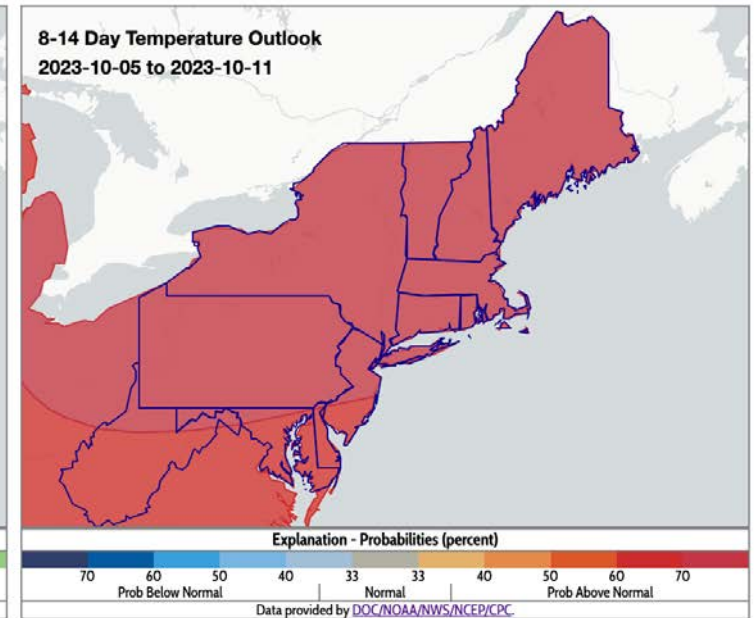 8-14 Day Temperature Outlook
2023-10-05 to 2023-10-11
Explanation - Probabilities (percent)
70 60 50 40 33 33 40 50 60 70
Prob Below Normal | Normal | Prob Above Normal
Data provided by DOC/NOAA/NWS/NCEP/CPC